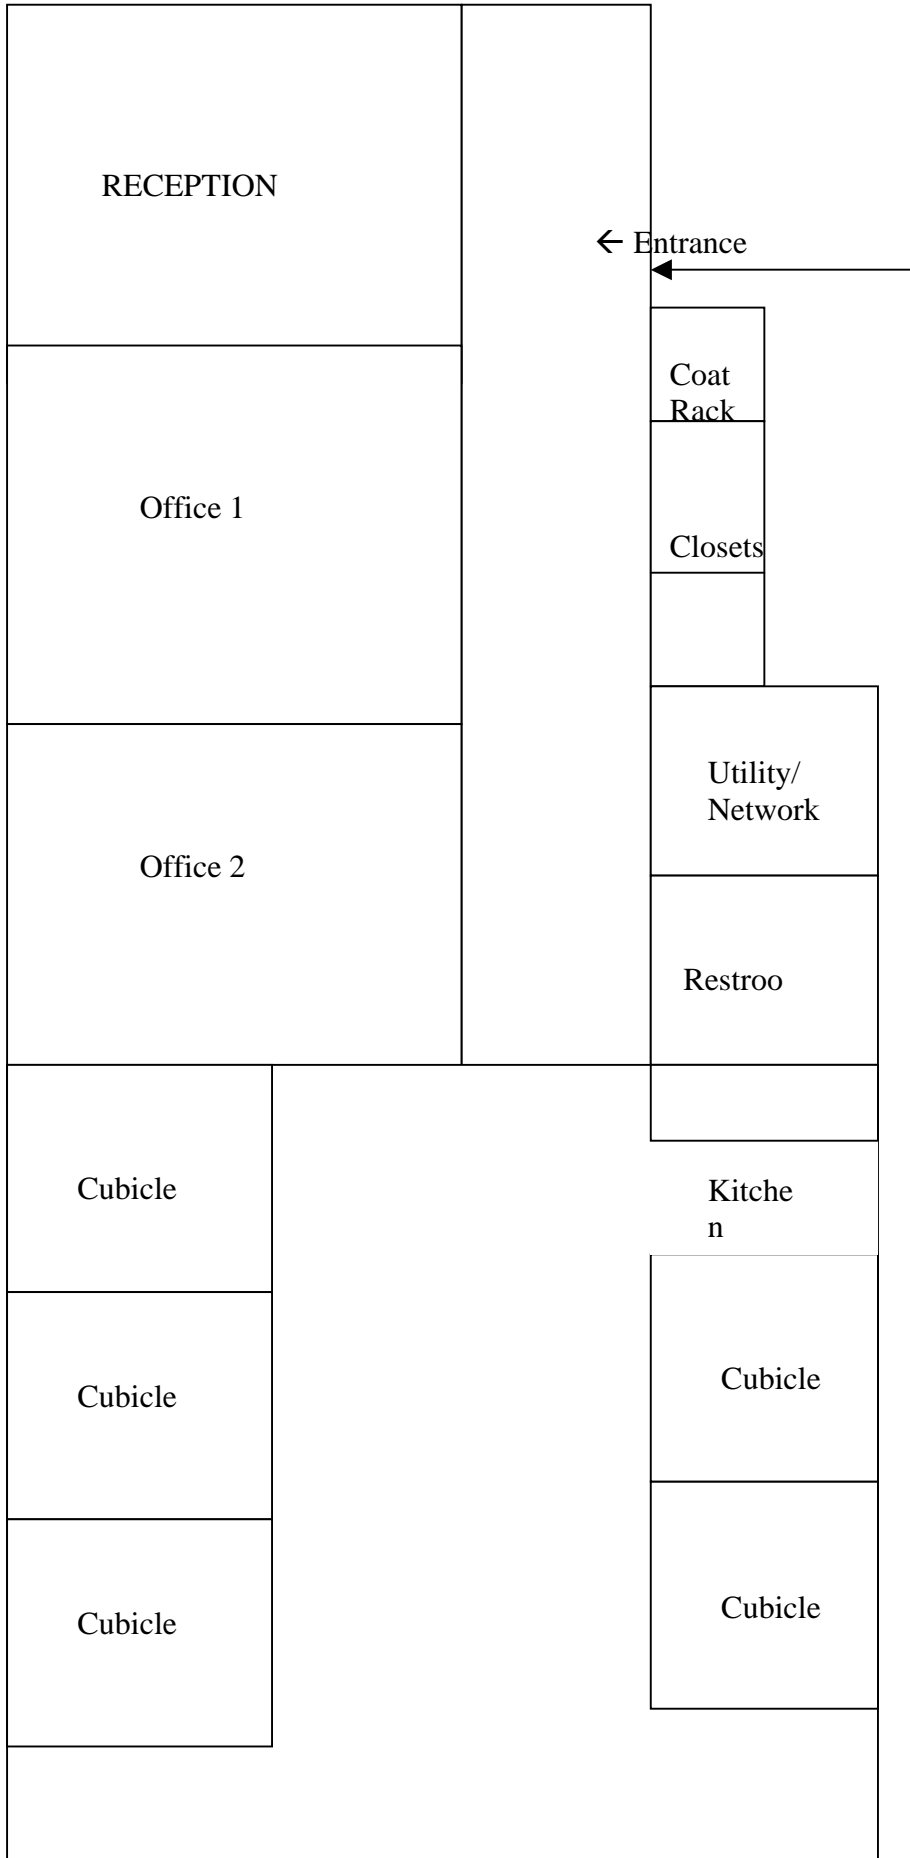 RECEPTION
← Entrance
Coat
Rack
Office 1
Closets
Utility/
Network
Office 2
Restroo
Cubicle
Kitche
n
Cubicle
Cubicle
Cubicle
Cubicle